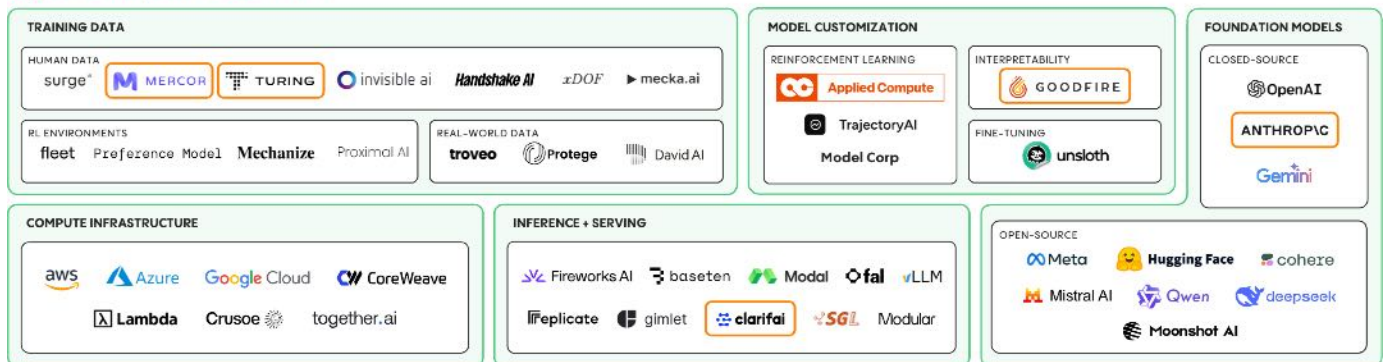 TRAINING DATA
HUMAN DATA
surge
MERCOR
TURING
invisible ai
Handshake AI
xDOF
mecka.ai
RL ENVIRONMENTS
fleet
Preference Model
Mechanize
Proximal AI
REAL-WORLD DATA
troveo
Protege
David AI
MODEL CUSTOMIZATION
REINFORCEMENT LEARNING
Applied Compute
TrajectoryAI
Model Corp
INTERPRETABILITY
GOODFIRE
FINE-TUNING
unsloth
FOUNDATION MODELS
CLOSED-SOURCE
OpenAI
ANTHROP\C
Gemini
OPEN-SOURCE
Meta
Hugging Face
cohere
Mistral AI
Qwen
deepseek
Moonshot AI
COMPUTE INFRASTRUCTURE
aws
Azure
Google Cloud
CoreWeave
Lambda
Crusoe
together.ai
INFERENCE + SERVING
Fireworks AI
baseten
Modal
fal
vLLM
Replicate
gimlet
clarifai
SGL
Modular